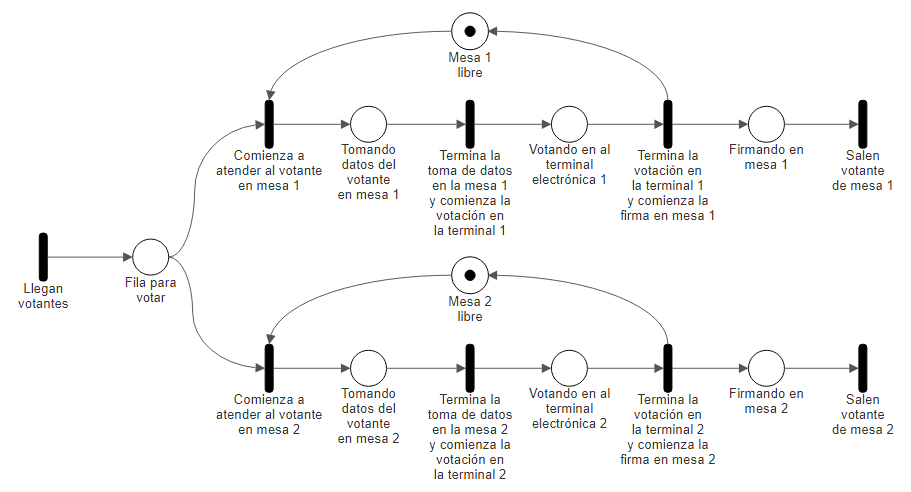 Mesa 1
libre
Comienza a
atender al votante
en mesa 1
Tomando
datos del
votante
en mesa 1
Termina la
toma de datos
en la mesa 1
y comienza la
votación en
la terminal 1
Votando en al
terminal
electrónica 1
Termina la
votación en
la terminal 1
y comienza la
firma en mesa 1
Firmando en
mesa 1
Salen
votante
de mesa 1
Llegan
votantes
Fila para
votar
Mesa 2
libre
Comienza a
atender al votante
en mesa 2
Tomando
datos del
votante
en mesa 2
Termina la
toma de datos
en la mesa 2
y comienza la
votación en
la terminal 2
Votando en al
terminal
electrónica 2
Termina la
votación en
la terminal 2
y comienza la
firma en mesa 2
Firmando en
mesa 2
Salen
votante
de mesa 2